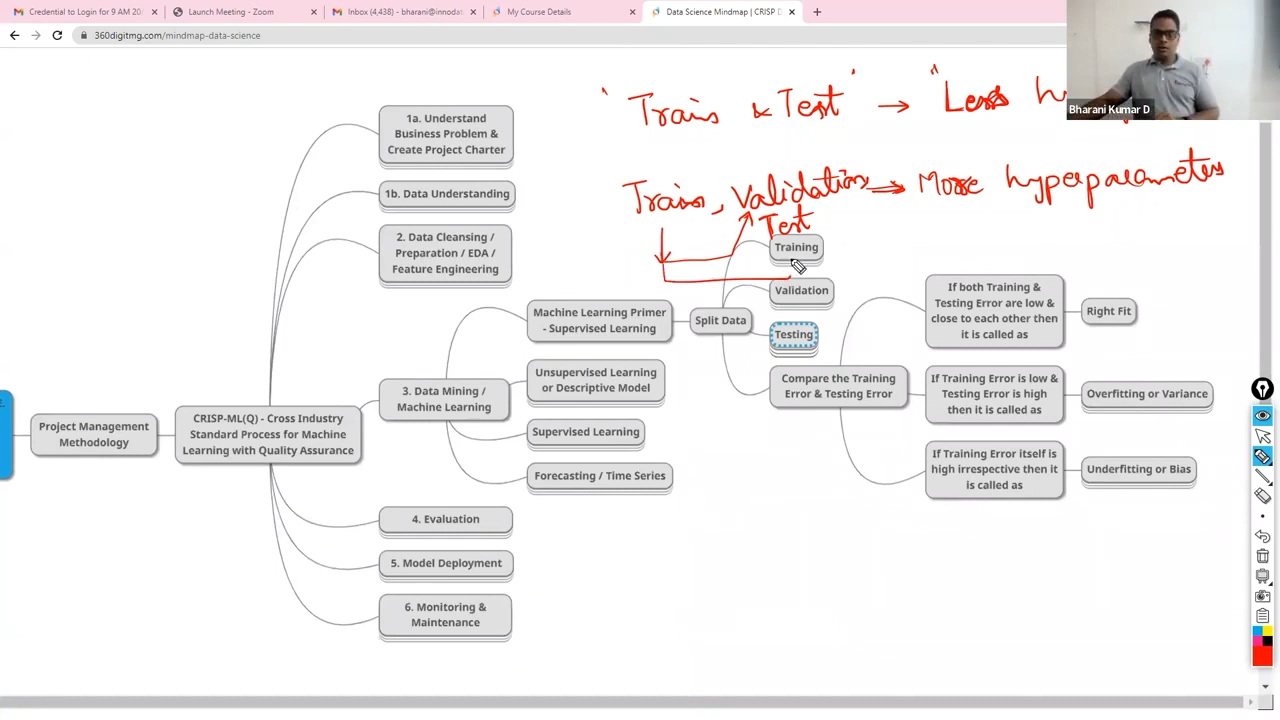 Credential to Login for 9 AM 20/
Launch Meeting - Zoom
Inbox (4,438) - bharani@innodat
My Course Details
Data Science Mindmap | CRISP D
360digitmg.com/mindmap-data-science
Bharani Kumar D
" Train & Test " → " Less
Train, Validation → More hyperparameters
Test
1a. Understand
Business Problem &
Create Project Charter
1b. Data Understanding
2. Data Cleansing /
Preparation / EDA /
Feature Engineering
Training
Validation
Testing
Machine Learning Primer
- Supervised Learning
Split Data
If both Training &
Testing Error are low &
close to each other then
it is called as
Right Fit
Unsupervised Learning
or Descriptive Model
Compare the Training
Error & Testing Error
If Training Error is low &
Testing Error is high
then it is called as
Overfitting or Variance
3. Data Mining /
Machine Learning
Project Management
Methodology
CRISP-ML(Q) - Cross Industry
Standard Process for Machine
Learning with Quality Assurance
Supervised Learning
If Training Error itself is
high irrespective then it
is called as
Underfitting or Bias
Forecasting / Time Series
4. Evaluation
5. Model Deployment
6. Monitoring &
Maintenance